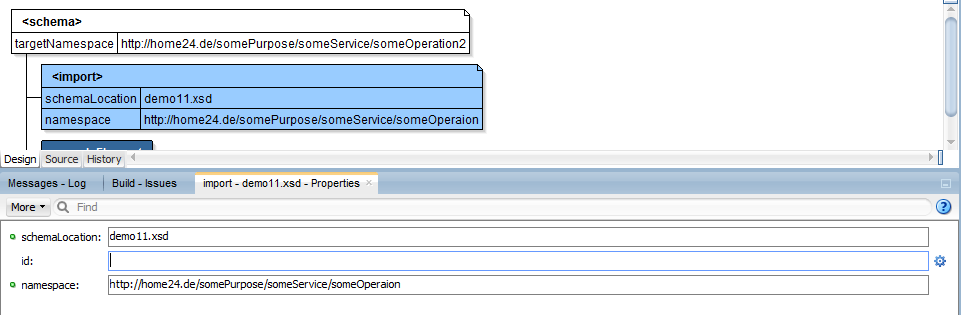 <schema>
targetNamespace http://home24.de/somePurpose/someService/someOperation2
<import>
schemaLocation demo11.xsd
namespace http://home24.de/somePurpose/someService/someOperaion
Design Source History
Messages - Log Build - Issues import - demo11.xsd - Properties
More Find
schemaLocation: demo11.xsd
id:
namespace: http://home24.de/somePurpose/someService/someOperaion